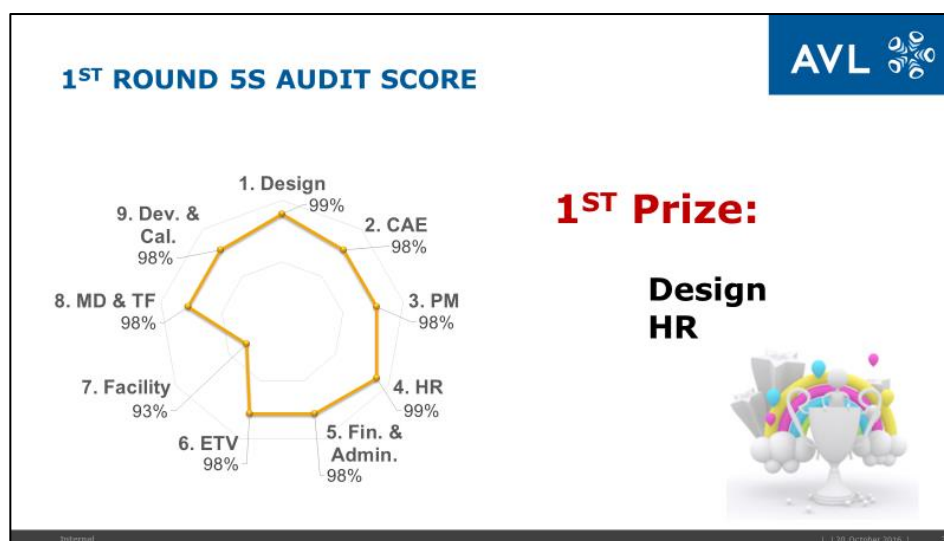 1ST ROUND 5S AUDIT SCORE
AVL
1. Design
99%
2. CAE
98%
3. PM
98%
4. HR
99%
5. Fin. &
Admin.
98%
6. ETV
98%
7. Facility
93%
8. MD & TF
98%
9. Dev. &
Cal.
98%
1ST Prize:
Design
HR
Internal
20 October 2016